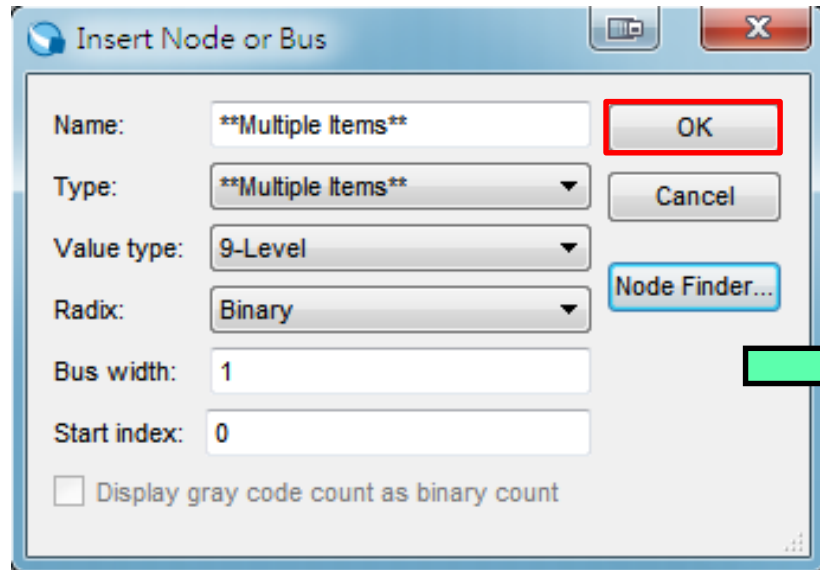 Insert Node or Bus
Name: **Multiple Items** OK
Type: **Multiple Items** Cancel
Value type: 9-Level
Node Finder...
Radix: Binary
Bus width: 1
Start index: 0
Display gray code count as binary count